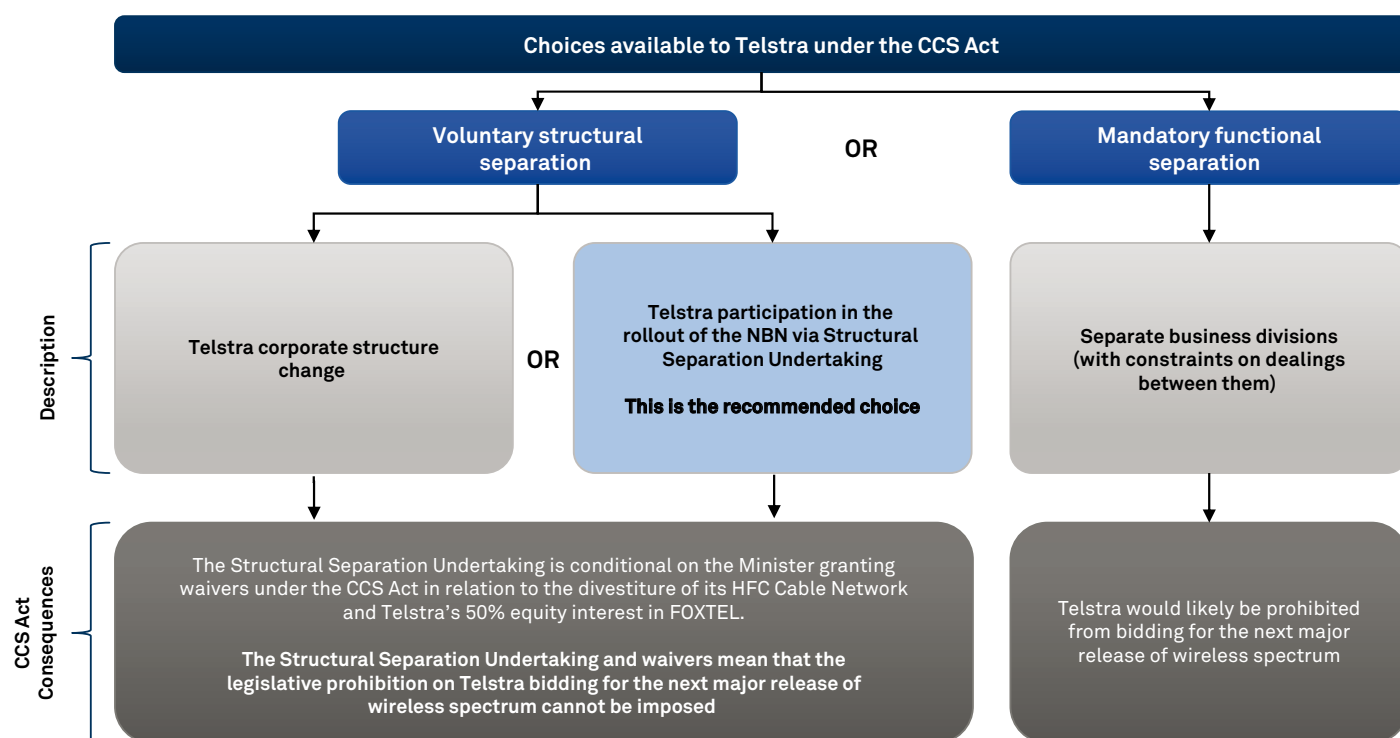 Choices available to Telstra under the CCS Act
Voluntary structural
separation
OR
Mandatory functional
separation
Description
Telstra corporate structure
change
OR
Telstra participation in the
rollout of the NBN via Structural
Separation Undertaking
This is the recommended choice
Separate business divisions
(with constraints on dealings
between them)
CCS Act
Consequences
The Structural Separation Undertaking is conditional on the Minister granting
waivers under the CCS Act in relation to the divestiture of its HFC Cable Network
and Telstra's 50% equity interest in FOXTEL.
The Structural Separation Undertaking and waivers mean that the
legislative prohibition on Telstra bidding for the next major release of
wireless spectrum cannot be imposed
Telstra would likely be prohibited
from bidding for the next major
release of wireless spectrum